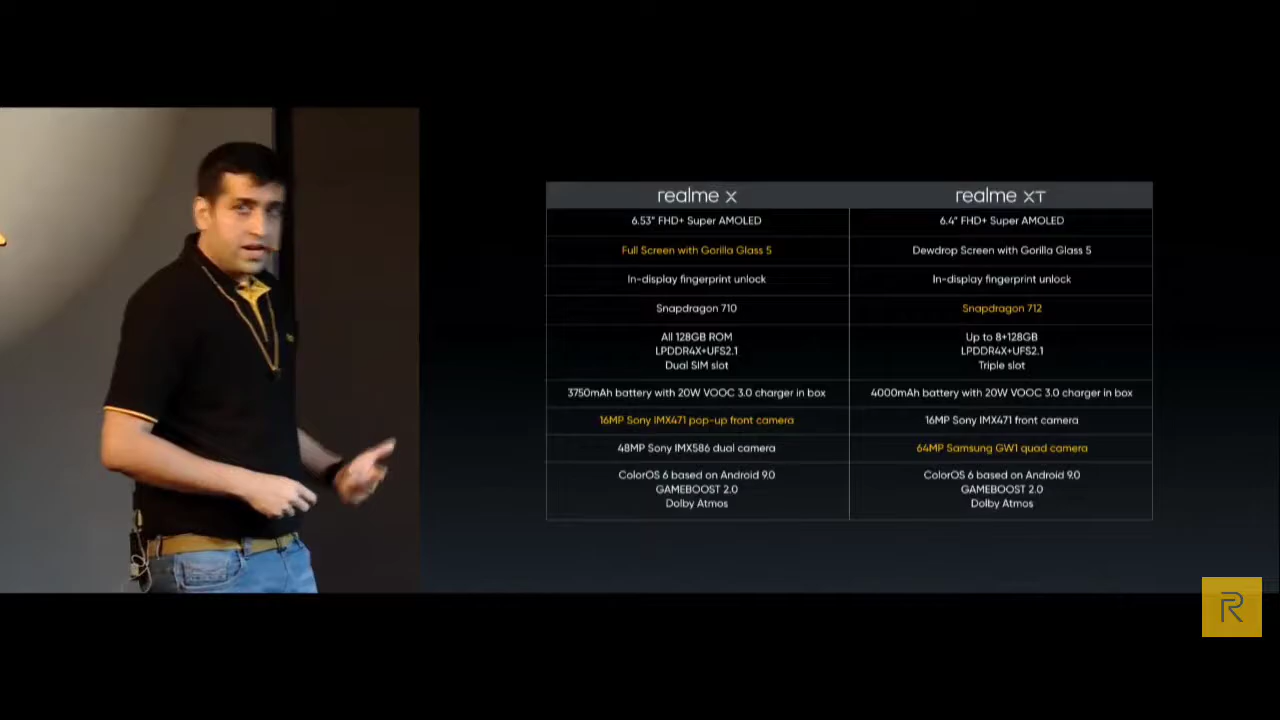 realme X
realme XT
6.53" FHD+ Super AMOLED
6.4" FHD+ Super AMOLED
Full Screen with Gorilla Glass 5
Dewdrop Screen with Gorilla Glass 5
In-display fingerprint unlock
In-display fingerprint unlock
Snapdragon 710
Snapdragon 712
All 128GB ROM
LPDDR4X+UFS2.1
Dual SIM slot
Up to 8+128GB
LPDDR4X+UFS2.1
Triple slot
3750mAh battery with 20W VOOC 3.0 charger in box
4000mAh battery with 20W VOOC 3.0 charger in box
16MP Sony IMX471 pop-up front camera
16MP Sony IMX471 front camera
48MP Sony IMX586 dual camera
64MP Samsung GW1 quad camera
ColorOS 6 based on Android 9.0
GAMEBOOST 2.0
Dolby Atmos
ColorOS 6 based on Android 9.0
GAMEBOOST 2.0
Dolby Atmos
R